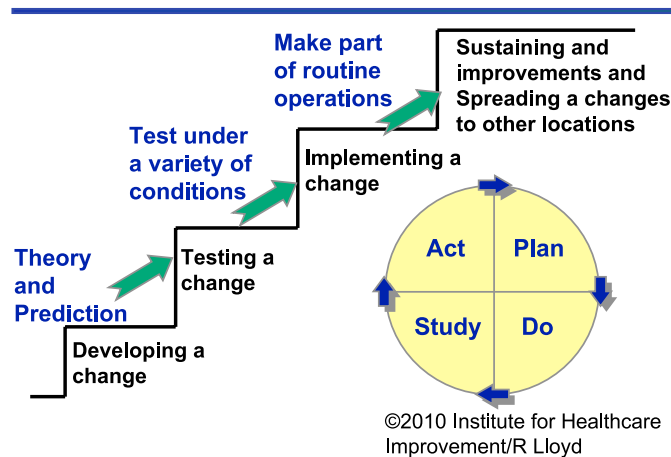 Make part
of routine
operations
Sustaining and
improvements and
Spreading a changes
to other locations
Test under
a variety of
conditions
Implementing a
change
Theory
and
Prediction
Testing a
change
Developing a
change
Act
Plan
Study
Do
©2010 Institute for Healthcare
Improvement/R Lloyd